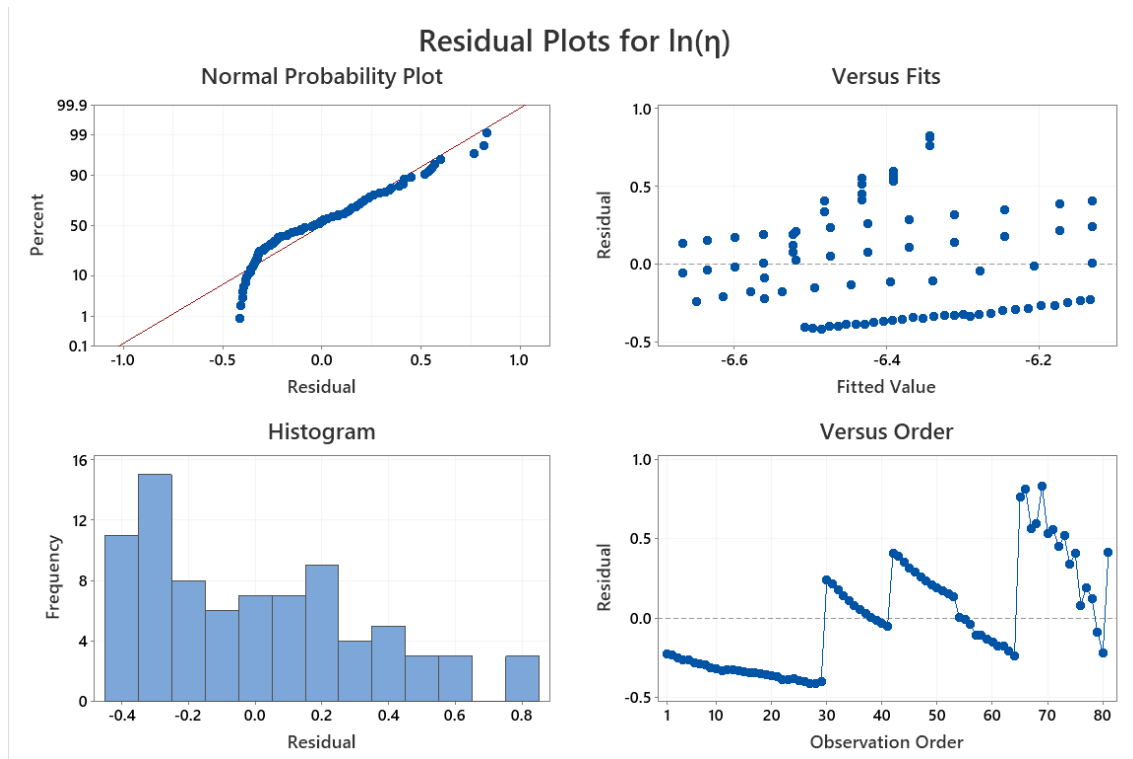 Residual Plots for ln(η)
Normal Probability Plot
99.9
99
90
50
10
1
0.1
Percent
-1.0 -0.5 0.0 0.5 1.0
Residual
Versus Fits
1.0
0.5
0.0
-0.5
Residual
-6.6 -6.4 -6.2
Fitted Value
Histogram
16
12
8
4
0
Frequency
-0.4 -0.2 0.0 0.2 0.4 0.6 0.8
Residual
Versus Order
1.0
0.5
0.0
-0.5
Residual
1 10 20 30 40 50 60 70 80
Observation Order